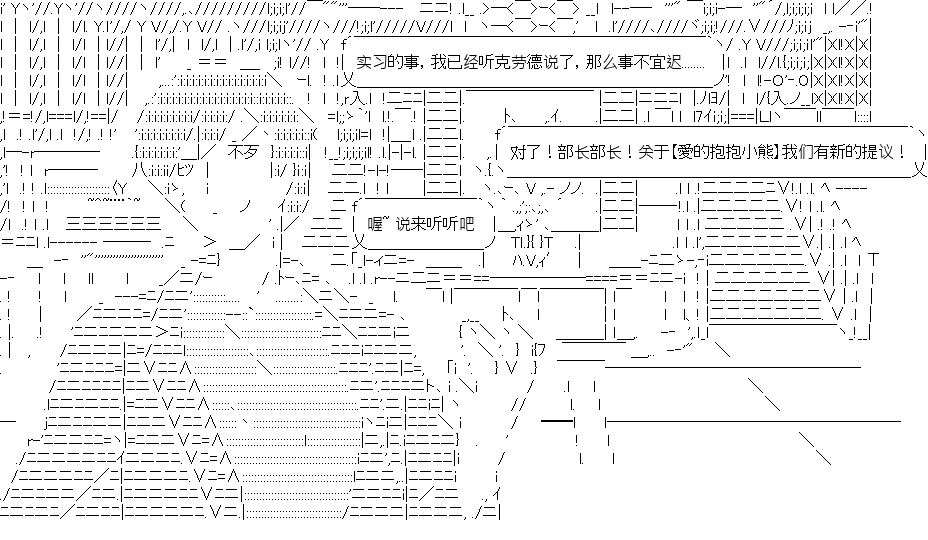 实习的事，我已经听克劳德说了，那么事不宜迟.......
对了！部长部长！关于【愛的抱抱小熊】我们有新的提议！
喔~ 说来听听吧